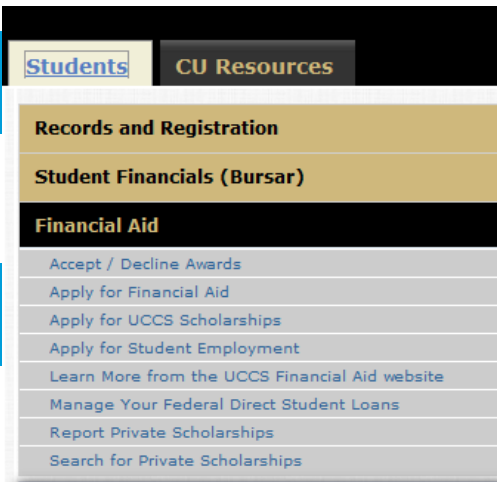 Students CU Resources
Records and Registration
Student Financials (Bursar)
Financial Aid
Accept / Decline Awards
Apply for Financial Aid
Apply for UCCS Scholarships
Apply for Student Employment
Learn More from the UCCS Financial Aid website
Manage Your Federal Direct Student Loans
Report Private Scholarships
Search for Private Scholarships